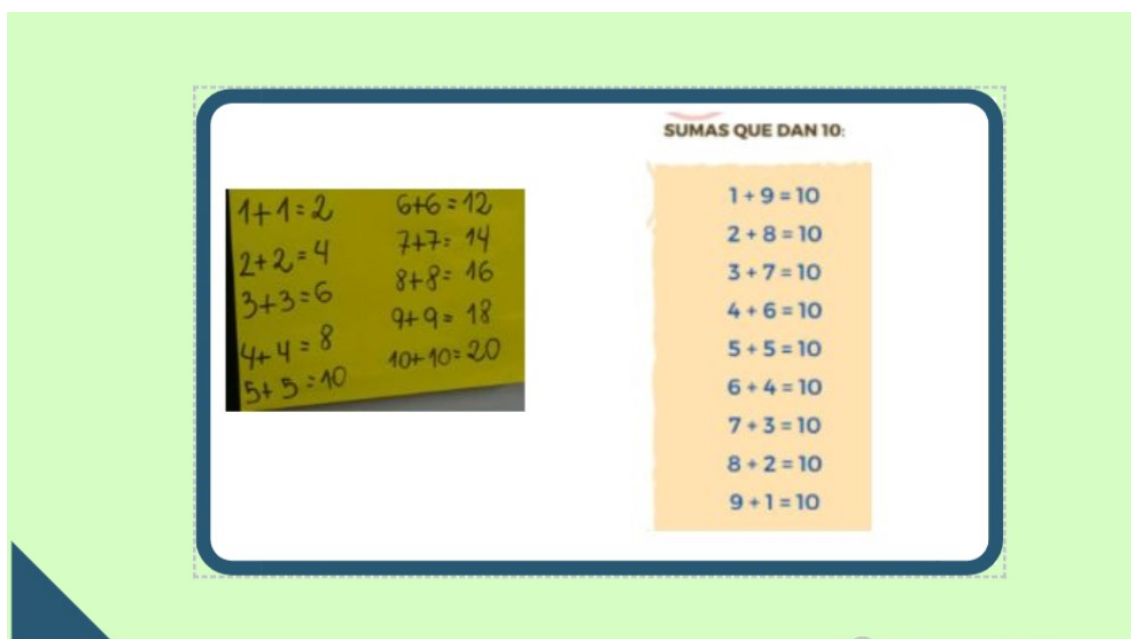 1+1=2
2+2=4
3+3=6
4+4=8
5+5=10
6+6=12
7+7=14
8+8=16
9+9=18
10+10=20
SUMAS QUE DAN 10:
1 + 9 = 10
2 + 8 = 10
3 + 7 = 10
4 + 6 = 10
5 + 5 = 10
6 + 4 = 10
7 + 3 = 10
8 + 2 = 10
9 + 1 = 10